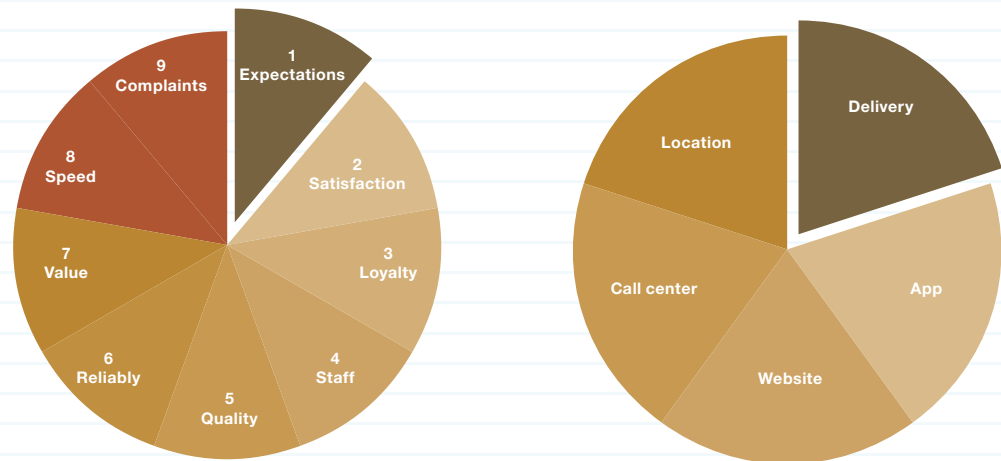 1
Expectations
2
Satisfaction
3
Loyalty
4
Staff
5
Quality
6
Reliably
7
Value
8
Speed
9
Complaints
Delivery
App
Website
Call center
Location